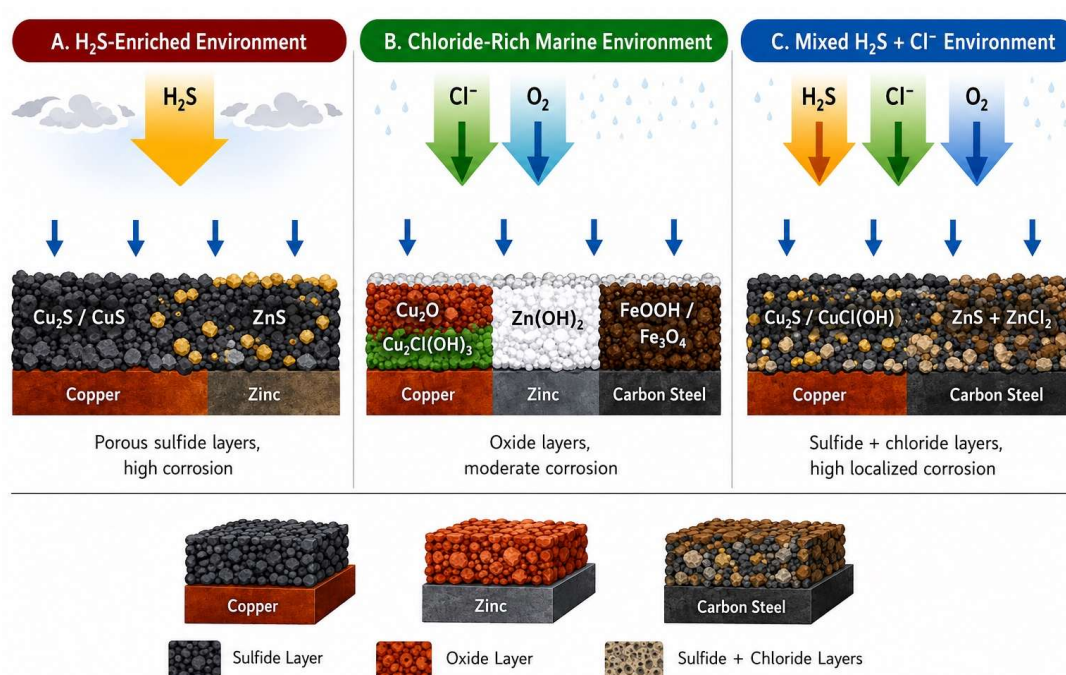 A. H₂S-Enriched Environment
H₂S
Cu₂S / CuS
ZnS
Copper
Zinc
Porous sulfide layers,
high corrosion
B. Chloride-Rich Marine Environment
Cl⁻
O₂
Cu₂O
Cu₂Cl(OH)₃
Zn(OH)₂
FeOOH /
Fe₃O₄
Copper
Zinc
Carbon Steel
Oxide layers,
moderate corrosion
C. Mixed H₂S + Cl⁻ Environment
H₂S
Cl⁻
O₂
Cu₂S / CuCl(OH)
ZnS + ZnCl₂
Copper
Carbon Steel
Sulfide + chloride layers,
high localized corrosion
Copper
Zinc
Carbon Steel
Sulfide Layer
Oxide Layer
Sulfide + Chloride Layers